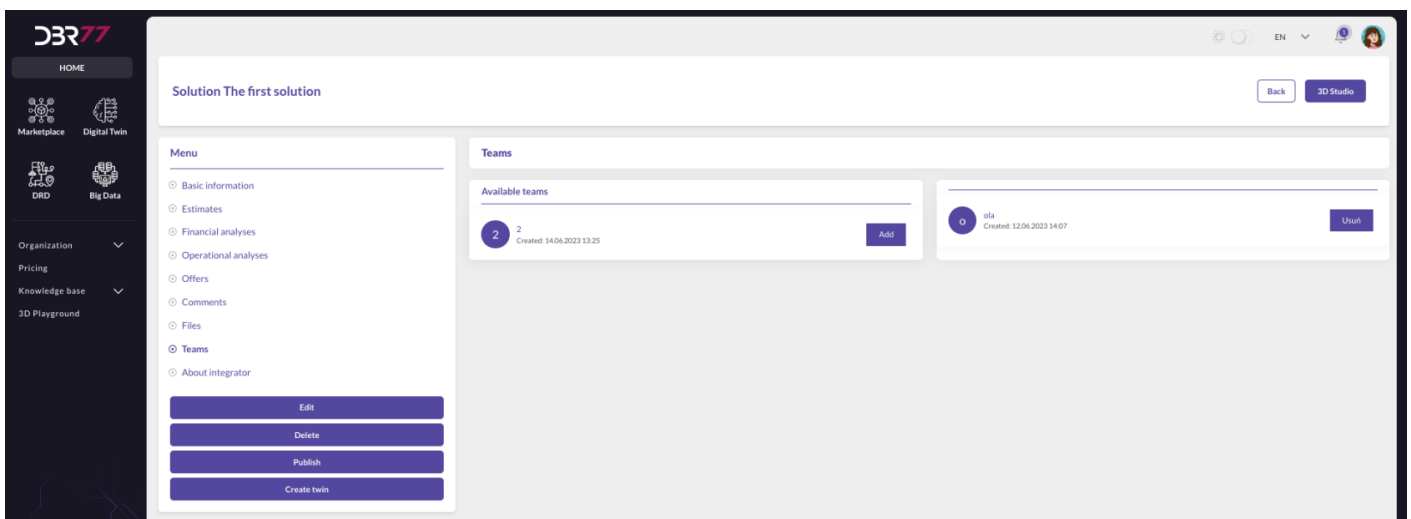 DBR77
HOME
Marketplace
Digital Twin
DRD
Big Data
Organization
Pricing
Knowledge base
3D Playground
EN
Solution The first solution
Back
3D Studio
Menu
Basic information
Estimates
Financial analyses
Operational analyses
Offers
Comments
Files
Teams
About integrator
Edit
Delete
Publish
Create twin
Teams
Available teams
2
2
Created: 14.06.2023 13:25
Add
o
ola
Created: 12.06.2023 14:07
Usuń